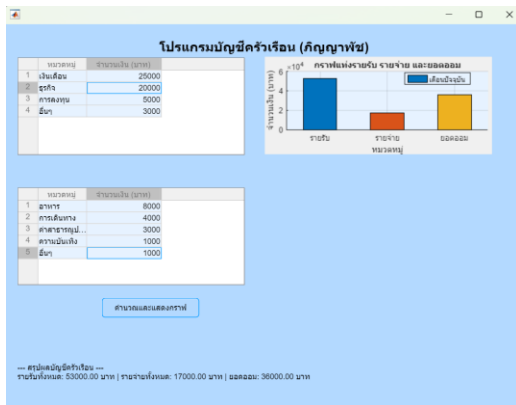 โปรแกรมบัญชีครัวเรือน (ภิญญาพัช)
หมวดหมู่ จำนวนเงิน (บาท)
1 เงินเดือน 25000
2 ธุรกิจ 20000
3 การลงทุน 5000
4 อื่นๆ 3000
×10⁴ กราฟแท่งรายรับ รายจ่าย และยอดออม
จำนวนเงิน (บาท)
6
4
2
0
เดือนปัจจุบัน
รายรับ รายจ่าย ยอดออม
หมวดหมู่
หมวดหมู่ จำนวนเงิน (บาท)
1 อาหาร 8000
2 การเดินทาง 4000
3 ค่าสาธารณูป... 3000
4 ความบันเทิง 1000
5 อื่นๆ 1000
คำนวณและแสดงกราฟ
--- สรุปผลบัญชีครัวเรือน ---
รายรับทั้งหมด: 53000.00 บาท | รายจ่ายทั้งหมด: 17000.00 บาท | ยอดออม: 36000.00 บาท